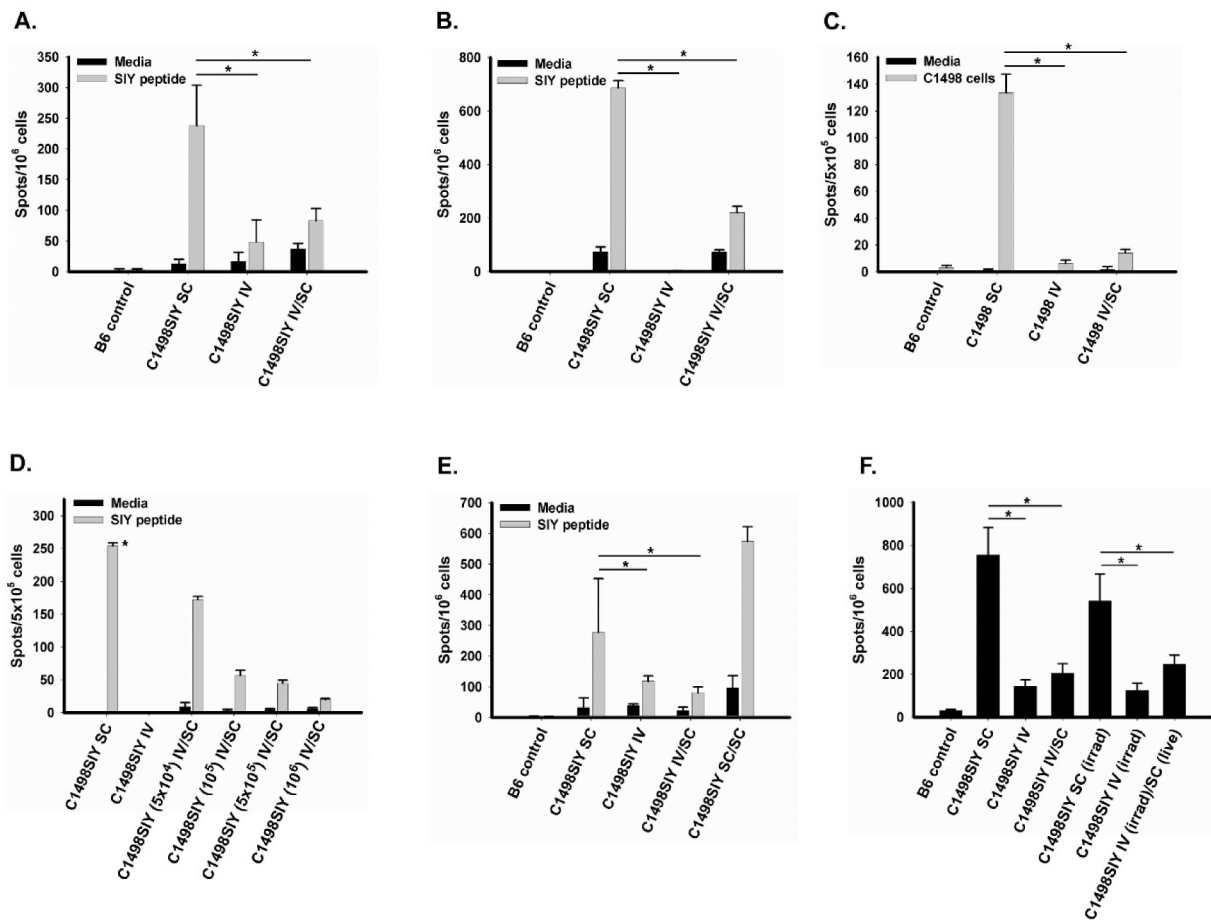 A.
Media
SIY peptide
Spots/10⁶ cells
350
300
250
200
150
100
50
0
*
*
B6 control
C1498SIY SC
C1498SIY IV
C1498SIY IV/SC
B.
Media
SIY peptide
Spots/10⁶ cells
800
600
400
200
0
*
*
B6 control
C1498SIY SC
C1498SIY IV
C1498SIY IV/SC
C.
Media
C1498 cells
Spots/5x10⁵ cells
160
140
120
100
80
60
40
20
0
*
*
B6 control
C1498 SC
C1498 IV
C1498 IV/SC
D.
Media
SIY peptide
Spots/5x10⁵ cells
300
250
200
150
100
50
0
*
C1498SIY SC
C1498SIY IV
C1498SIY (5x10⁴) IV/SC
C1498SIY (10⁵) IV/SC
C1498SIY (5x10⁵) IV/SC
C1498SIY (10⁶) IV/SC
E.
Media
SIY peptide
Spots/10⁶ cells
700
600
500
400
300
200
100
0
*
*
B6 control
C1498SIY SC
C1498SIY IV
C1498SIY IV/SC
C1498SIY SC/SC
F.
Spots/10⁶ cells
1000
800
600
400
200
0
*
*
*
*
B6 control
C1498SIY SC
C1498SIY IV
C1498SIY IV/SC
C1498SIY SC (irrad)
C1498SIY IV (irrad)
C1498SIY IV (irrad)/SC (live)